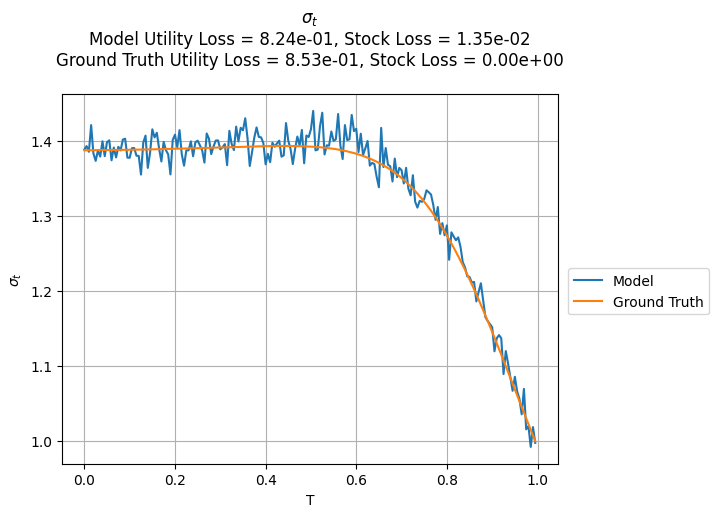 σt
Model Utility Loss = 8.24e-01, Stock Loss = 1.35e-02
Ground Truth Utility Loss = 8.53e-01, Stock Loss = 0.00e+00
1.4
1.3
1.2
1.1
1.0
σt
0.0 0.2 0.4 0.6 0.8 1.0
T
Model
Ground Truth